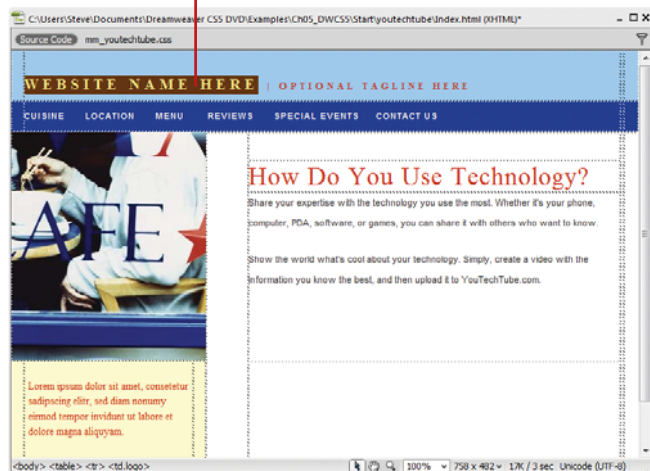 C:\Users\Steve\Documents\Dreamweaver CS5 DVD\Examples\Ch05_DWCS5\Start\youtechtube\Index.html (XHTML)*
Source Code mm_youtechtube.css
WEBSITE NAME HERE | OPTIONAL TAGLINE HERE
CUISINE LOCATION MENU REVIEWS SPECIAL EVENTS CONTACT US
AFE
How Do You Use Technology?
Share your expertise with the technology you use the most. Whether it's your phone,
computer, PDA, software, or games, you can share it with others who want to know.
Show the world what's cool about your technology. Simply, create a video with the
information you know the best, and then upload it to YouTechTube.com.
Lorem ipsum dolor sit amet, consetetur
sadipscing elitr, sed diam nonumy
eirmod tempor invidunt ut labore et
dolore magna aliquyam.
<body> <table> <tr> <td.logo> 100% 758 x 482 17K / 3 sec Unicode (UTF-8)